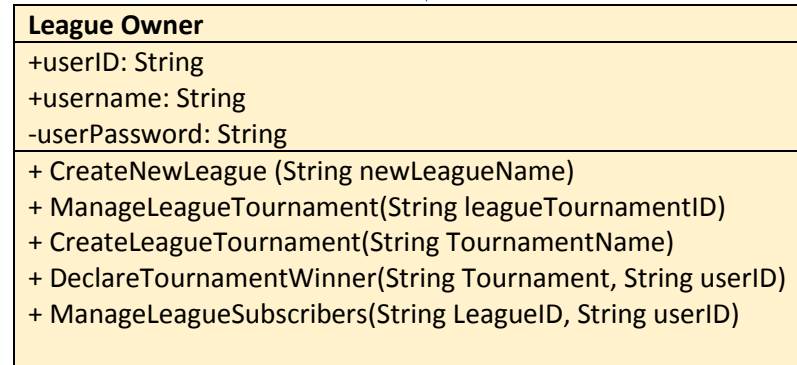 League Owner
+userID: String
+username: String
-userPassword: String
+ CreateNewLeague (String newLeagueName)
+ ManageLeagueTournament(String leagueTournamentID)
+ CreateLeagueTournament(String TournamentName)
+ DeclareTournamentWinner(String Tournament, String userID)
+ ManageLeagueSubscribers(String LeagueID, String userID)